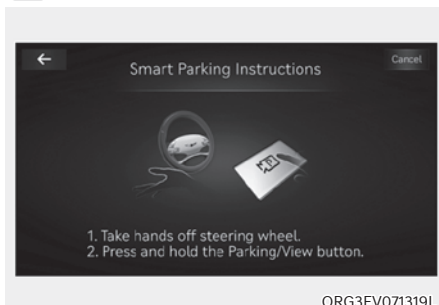 Smart Parking Instructions
Cancel
1. Take hands off steering wheel.
2. Press and hold the Parking/View button.
ORG3EV071319L